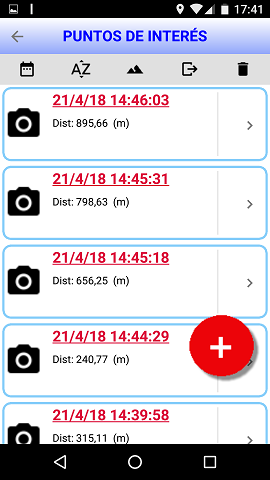 17:41
PUNTOS DE INTERÉS
AZ
21/4/18 14:46:03
Dist: 895,66 (m)
21/4/18 14:45:31
Dist: 798,63 (m)
21/4/18 14:45:18
Dist: 656,25 (m)
21/4/18 14:44:29
Dist: 240,77 (m)
21/4/18 14:39:58
Dist: 315,11 (m)